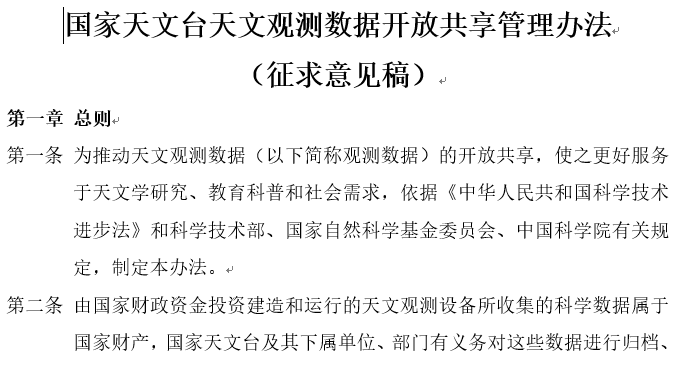 国家天文台天文观测数据开放共享管理办法
（征求意见稿）
第一章 总则
第一条 为推动天文观测数据（以下简称观测数据）的开放共享，使之更好服务
于天文学研究、教育科普和社会需求，依据《中华人民共和国科学技术
进步法》和科学技术部、国家自然科学基金委员会、中国科学院有关规
定，制定本办法。
第二条 由国家财政资金投资建造和运行的天文观测设备所收集的科学数据属于
国家财产，国家天文台及其下属单位、部门有义务对这些数据进行归档、